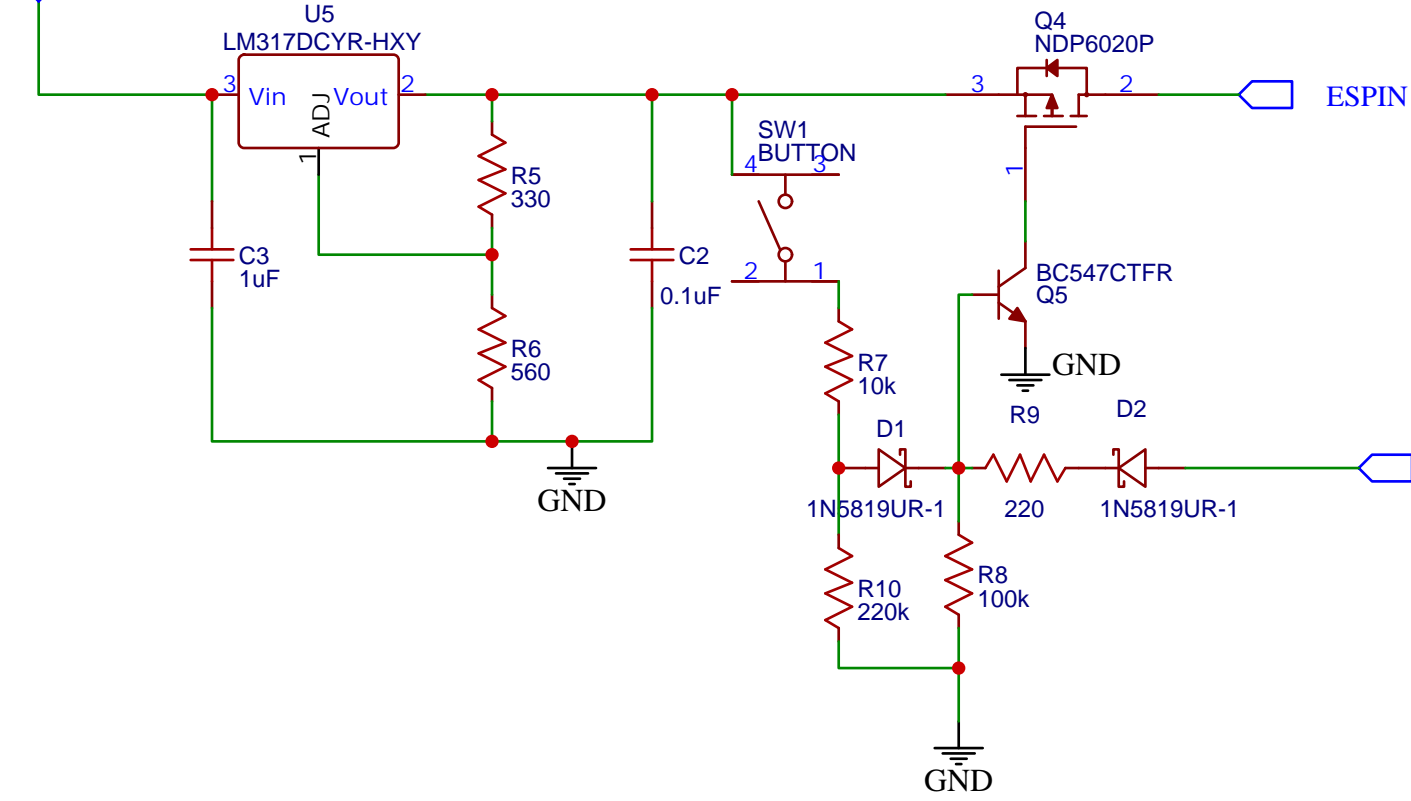 U5
LM317DCYR-HXY
3
Vin
ADJ
Vout
2
1
R5
330
C3
1uF
R6
560
C2
0.1uF
GND
SW1
BUTTON
4
3
2
1
R7
10k
D1
1N5819UR-1
R10
220k
R8
100k
GND
Q4
NDP6020P
3
2
1
ESPIN
BC547CTFR
Q5
GND
R9
220
D2
1N5819UR-1